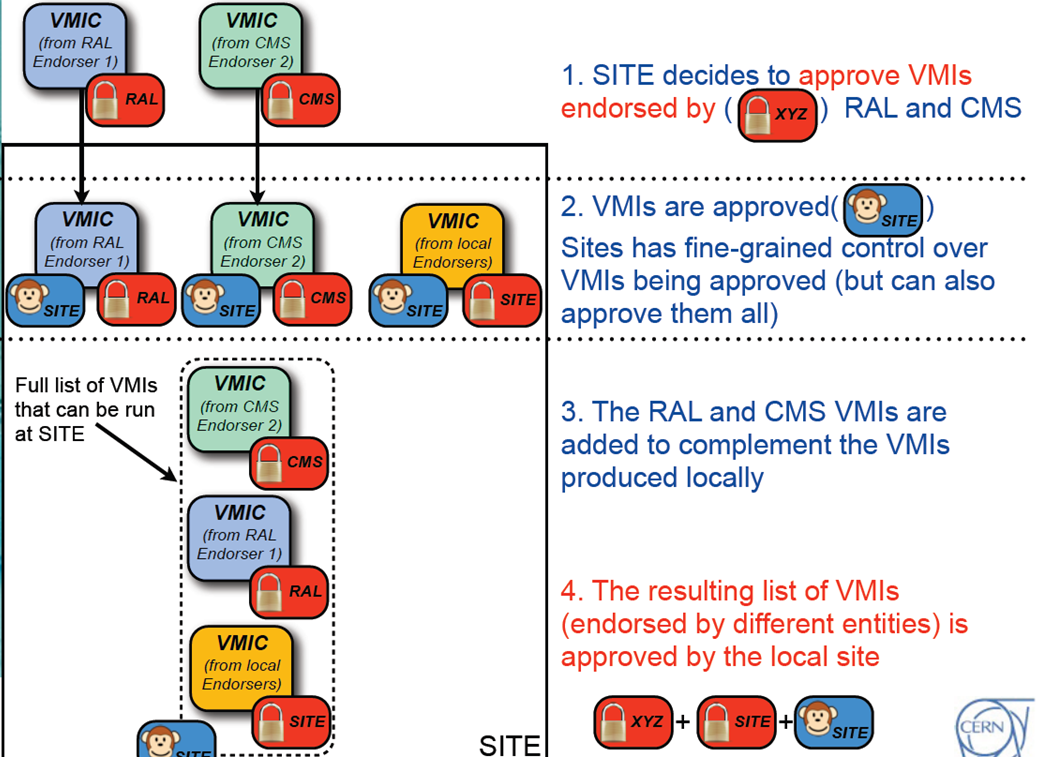 VMIC
(from RAL
Endorser 1)
RAL
VMIC
(from CMS
Endorser 2)
CMS
1. SITE decides to approve VMIs
endorsed by ( XYZ ) RAL and CMS
VMIC
(from RAL
Endorser 1)
SITE
RAL
VMIC
(from CMS
Endorser 2)
SITE
CMS
VMIC
(from local
Endorsers)
SITE
SITE
2. VMIs are approved( SITE )
Sites has fine-grained control over
VMIs being approved (but can also
approve them all)
Full list of VMIs
that can be run
at SITE
VMIC
(from CMS
Endorser 2)
CMS
VMIC
(from RAL
Endorser 1)
RAL
VMIC
(from local
Endorsers)
SITE
SITE
SITE
3. The RAL and CMS VMIs are
added to complement the VMIs
produced locally
4. The resulting list of VMIs
(endorsed by different entities) is
approved by the local site
XYZ + SITE + SITE
CERN